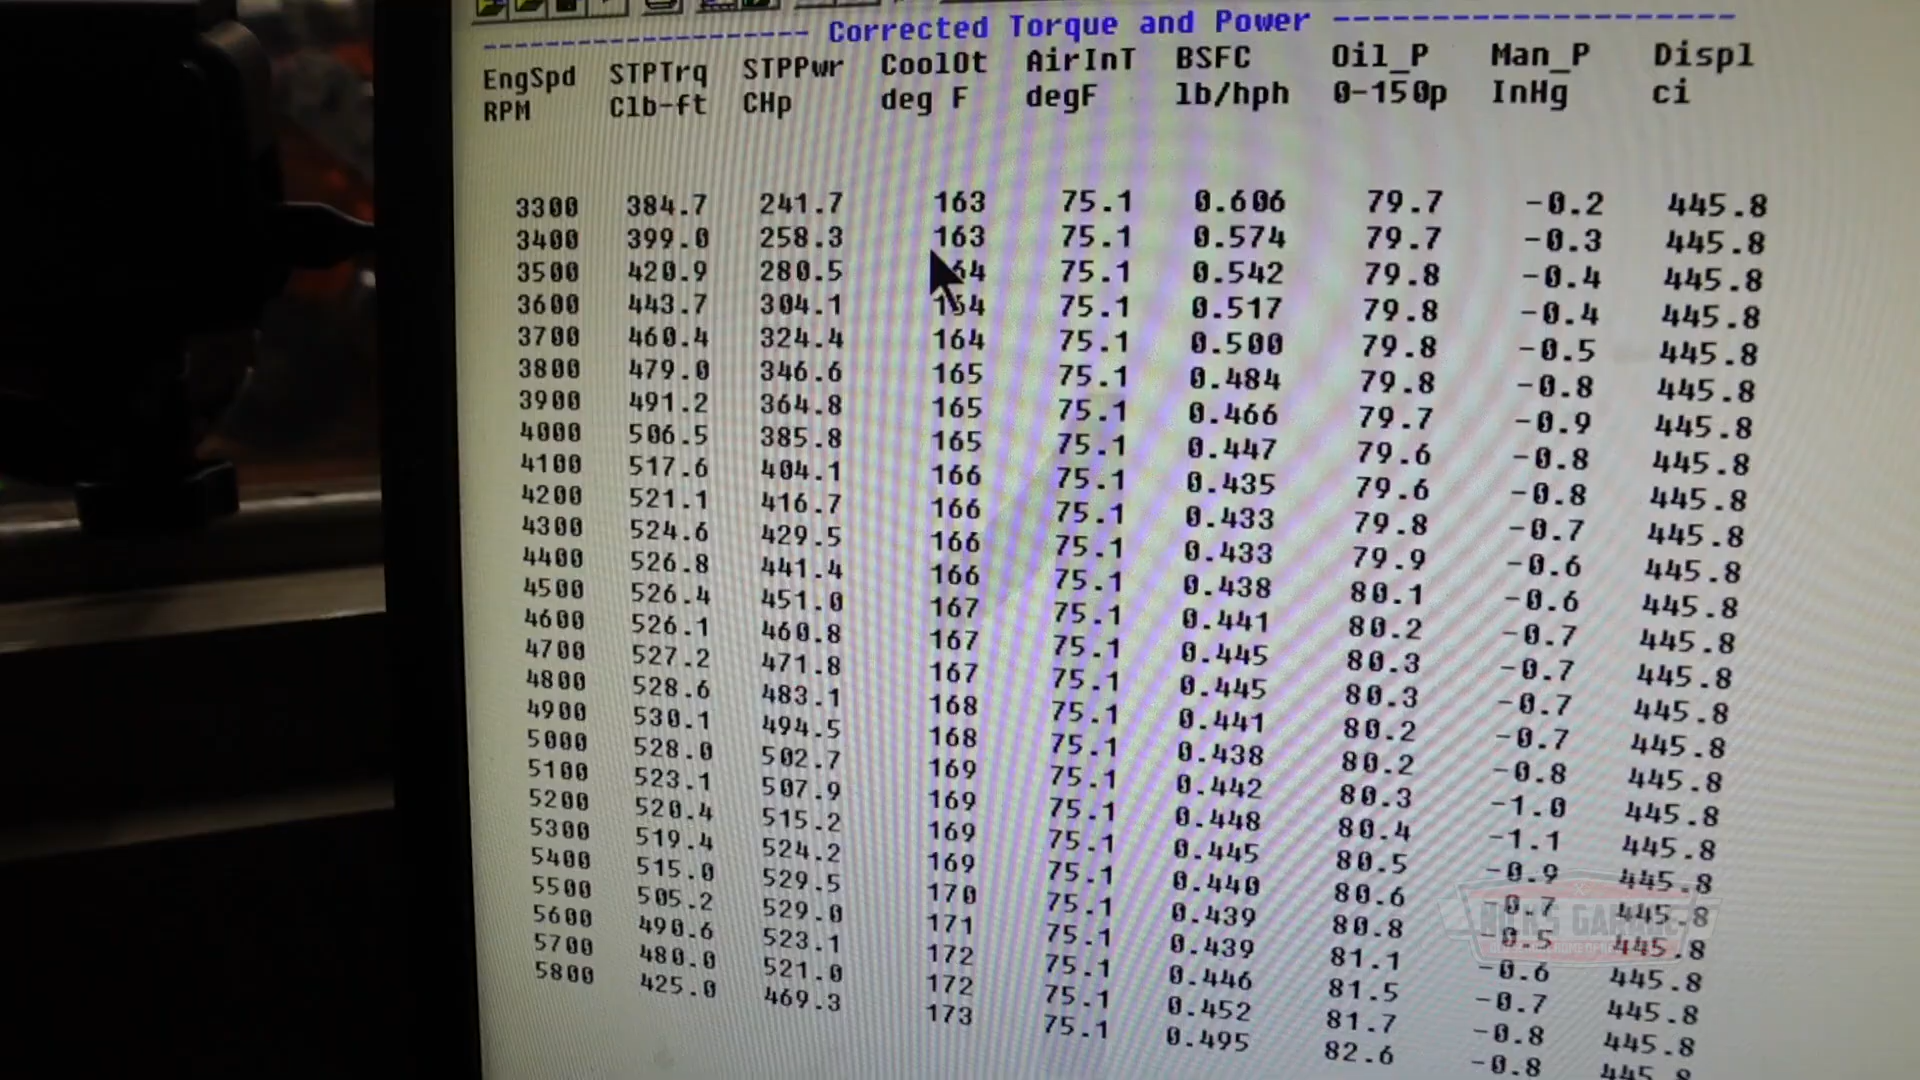 Corrected Torque and Power
EngSpd STPTrq STPPwr CoolOt AirInT BSFC Oil_P Man_P Displ
RPM Clb-ft CHp deg F degF lb/hph 0-150p InHg ci
3300 384.7 241.7 163 75.1 0.606 79.7 -0.2 445.8
3400 399.0 258.3 163 75.1 0.574 79.7 -0.3 445.8
3500 420.9 280.5 64 75.1 0.542 79.8 -0.4 445.8
3600 443.7 304.1 164 75.1 0.517 79.8 -0.4 445.8
3700 460.4 324.4 164 75.1 0.500 79.8 -0.5 445.8
3800 479.0 346.6 165 75.1 0.484 79.8 -0.8 445.8
3900 491.2 364.8 165 75.1 0.466 79.7 -0.9 445.8
4000 506.5 385.8 165 75.1 0.447 79.6 -0.8 445.8
4100 517.6 404.1 166 75.1 0.435 79.6 -0.8 445.8
4200 521.1 416.7 166 75.1 0.433 79.8 -0.7 445.8
4300 524.6 429.5 166 75.1 0.433 79.9 -0.6 445.8
4400 526.8 441.4 166 75.1 0.438 80.1 -0.6 445.8
4500 526.4 451.0 167 75.1 0.441 80.2 -0.7 445.8
4600 526.1 460.8 167 75.1 0.445 80.3 -0.7 445.8
4700 527.2 471.8 167 75.1 0.445 80.3 -0.7 445.8
4800 528.6 483.1 168 75.1 0.441 80.2 -0.7 445.8
4900 530.1 494.5 168 75.1 0.438 80.2 -0.8 445.8
5000 528.0 502.7 169 75.1 0.442 80.3 -1.0 445.8
5100 523.1 507.9 169 75.1 0.448 80.4 -1.1 445.8
5200 520.4 515.2 169 75.1 0.445 80.5 -0.9 445.8
5300 519.4 524.2 169 75.1 0.440 80.6 -0.7 445.8
5400 515.0 529.5 170 75.1 0.439 80.8 -0.5 445.8
5500 505.2 529.0 171 75.1 0.439 81.1 -0.6 445.8
5600 490.6 523.1 172 75.1 0.446 81.5 -0.7 445.8
5700 480.0 521.0 172 75.1 0.452 81.7 -0.8 445.8
5800 425.0 469.3 173 75.1 0.495 82.6 -0.8